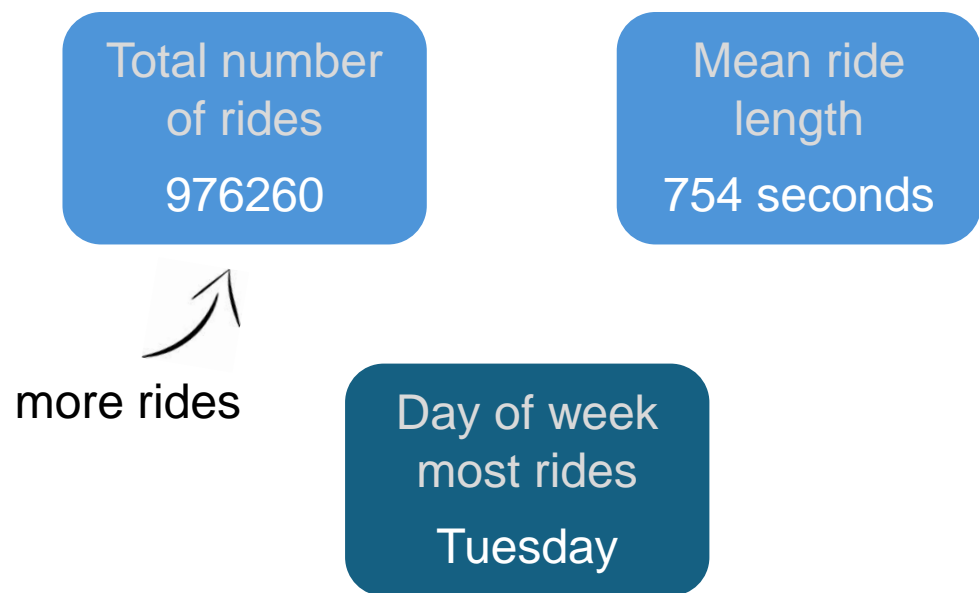 Total number
of rides
976260
Mean ride
length
754 seconds
more rides
Day of week
most rides
Tuesday